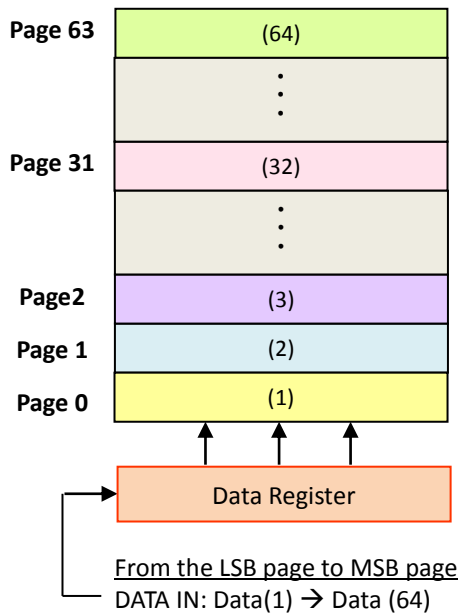 Page 63 (64)
Page 31 (32)
Page2 (3)
Page 1 (2)
Page 0 (1)
Data Register
From the LSB page to MSB page
DATA IN: Data(1) → Data (64)